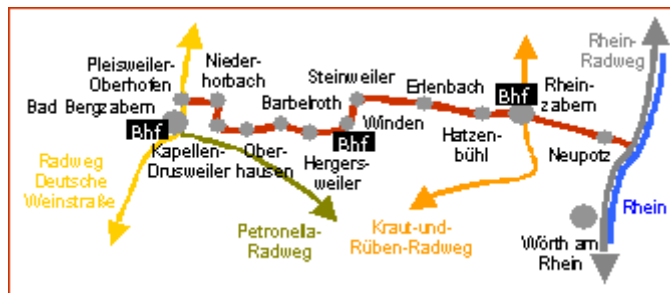 Pleisweiler-
Oberhofen
Nieder-
horbach
Bad Bergzabern
Bhf
Kapellen-
Drusweiler
Ober-
hausen
Barbelroth
Hergers-
weiler
Bhf
Winden
Steinweiler
Erlenbach
Hatzen-
bühl
Bhf
Rhein-
zabern
Neupotz
Rhein-
Radweg
Rhein
Wörth am
Rhein
Radweg
Deutsche
Weinstraße
Petronella-
Radweg
Kraut-und-
Rüben-Radweg